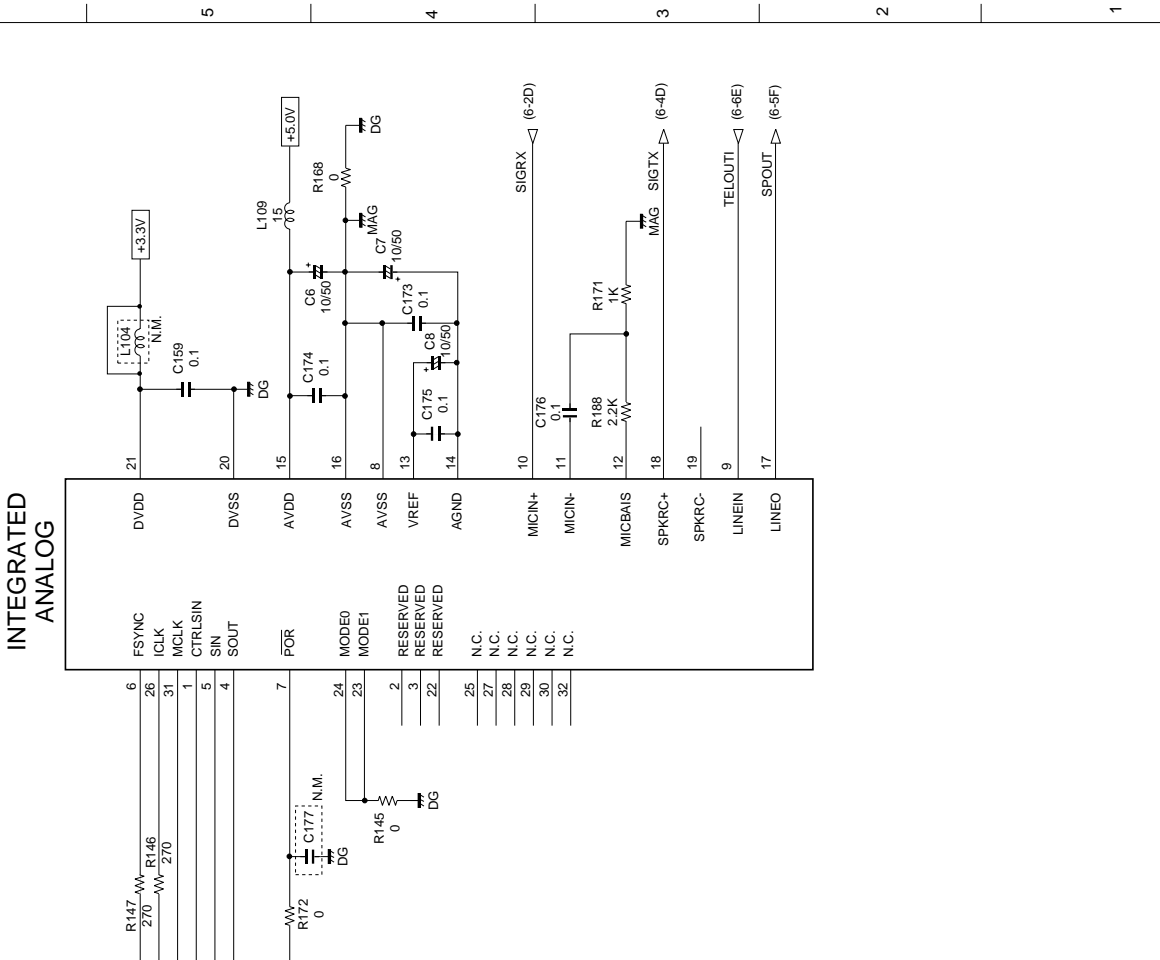 5
4
3
2
1
INTEGRATED
ANALOG
+3.3V
L104
N.M.
C159
0.1
DG
+5.0V
L109
15
R168
0
DG
MAG
C6
10/50
C7
10/50
C174
0.1
C173
0.1
C8
10/50
C175
0.1
SIGRX
(6-2D)
C176
0.1
R188
2.2K
R171
1K
MAG
SIGTX
(6-4D)
TELOUTI
(6-6E)
SPOUT
(6-5F)
21
20
15
16
8
13
14
10
11
12
18
19
9
17
DVDD
DVSS
AVDD
AVSS
AVSS
VREF
AGND
MICIN+
MICIN-
MICBAIS
SPKRC+
SPKRC-
LINEIN
LINEO
FSYNC
ICLK
MCLK
CTRLSIN
SIN
SOUT
POR
MODE0
MODE1
RESERVED
RESERVED
RESERVED
N.C.
N.C.
N.C.
N.C.
N.C.
N.C.
6
26
31
1
5
4
7
24
23
2
3
22
25
27
28
29
30
32
R147
270
R146
270
R172
0
C177
N.M.
DG
R145
0
DG